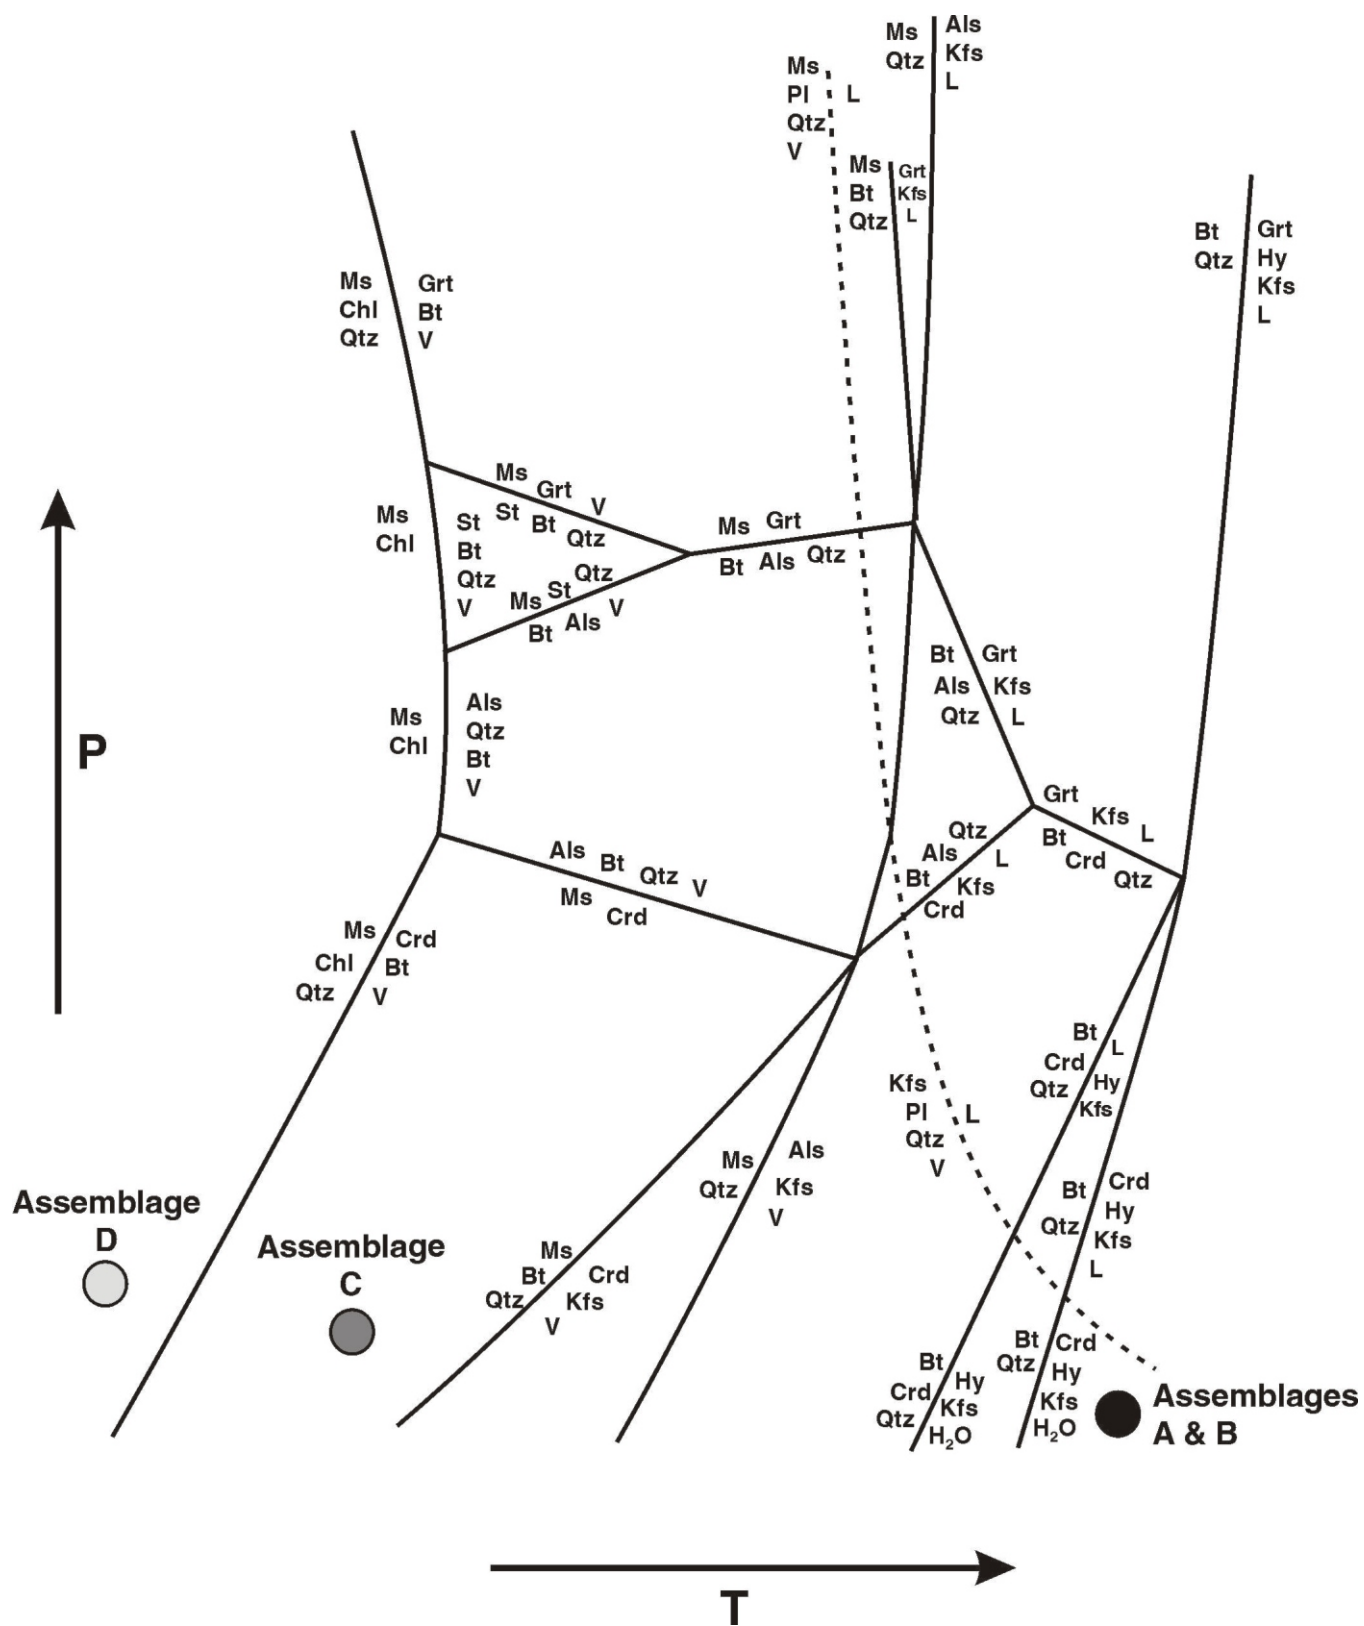 Ms Als
Qtz Kfs
L
Ms
Pl L
Qtz
V
Ms Grt
Bt Kfs
Qtz L
Bt Grt
Qtz Hy
Kfs
L
Ms Grt
Chl Bt
Qtz V
Ms Grt V
St Bt Qtz
Ms St
Chl Bt
Qtz
V
Ms St Qtz
Bt Als V
Ms Grt
Bt Als Qtz
Bt Grt
Als Kfs
Qtz L
Ms Als
Chl Qtz
Bt
V
P
Grt Kfs L
Bt Crd Qtz
Bt Als Qtz
Crd Kfs L
Als Bt Qtz V
Ms Crd
Ms Crd
Chl Bt
Qtz V
Bt L
Crd Hy
Qtz Kfs
Kfs
Pl L
Qtz
V
Ms Als
Qtz Kfs
V
Bt Crd
Qtz Hy
Kfs
L
Assemblage
D
Assemblage
C
Ms
Bt Crd
Qtz Kfs
V
Bt Hy
Crd Kfs
Qtz H₂O
Bt Crd
Qtz Hy
Kfs
H₂O
Assemblages
A & B
T